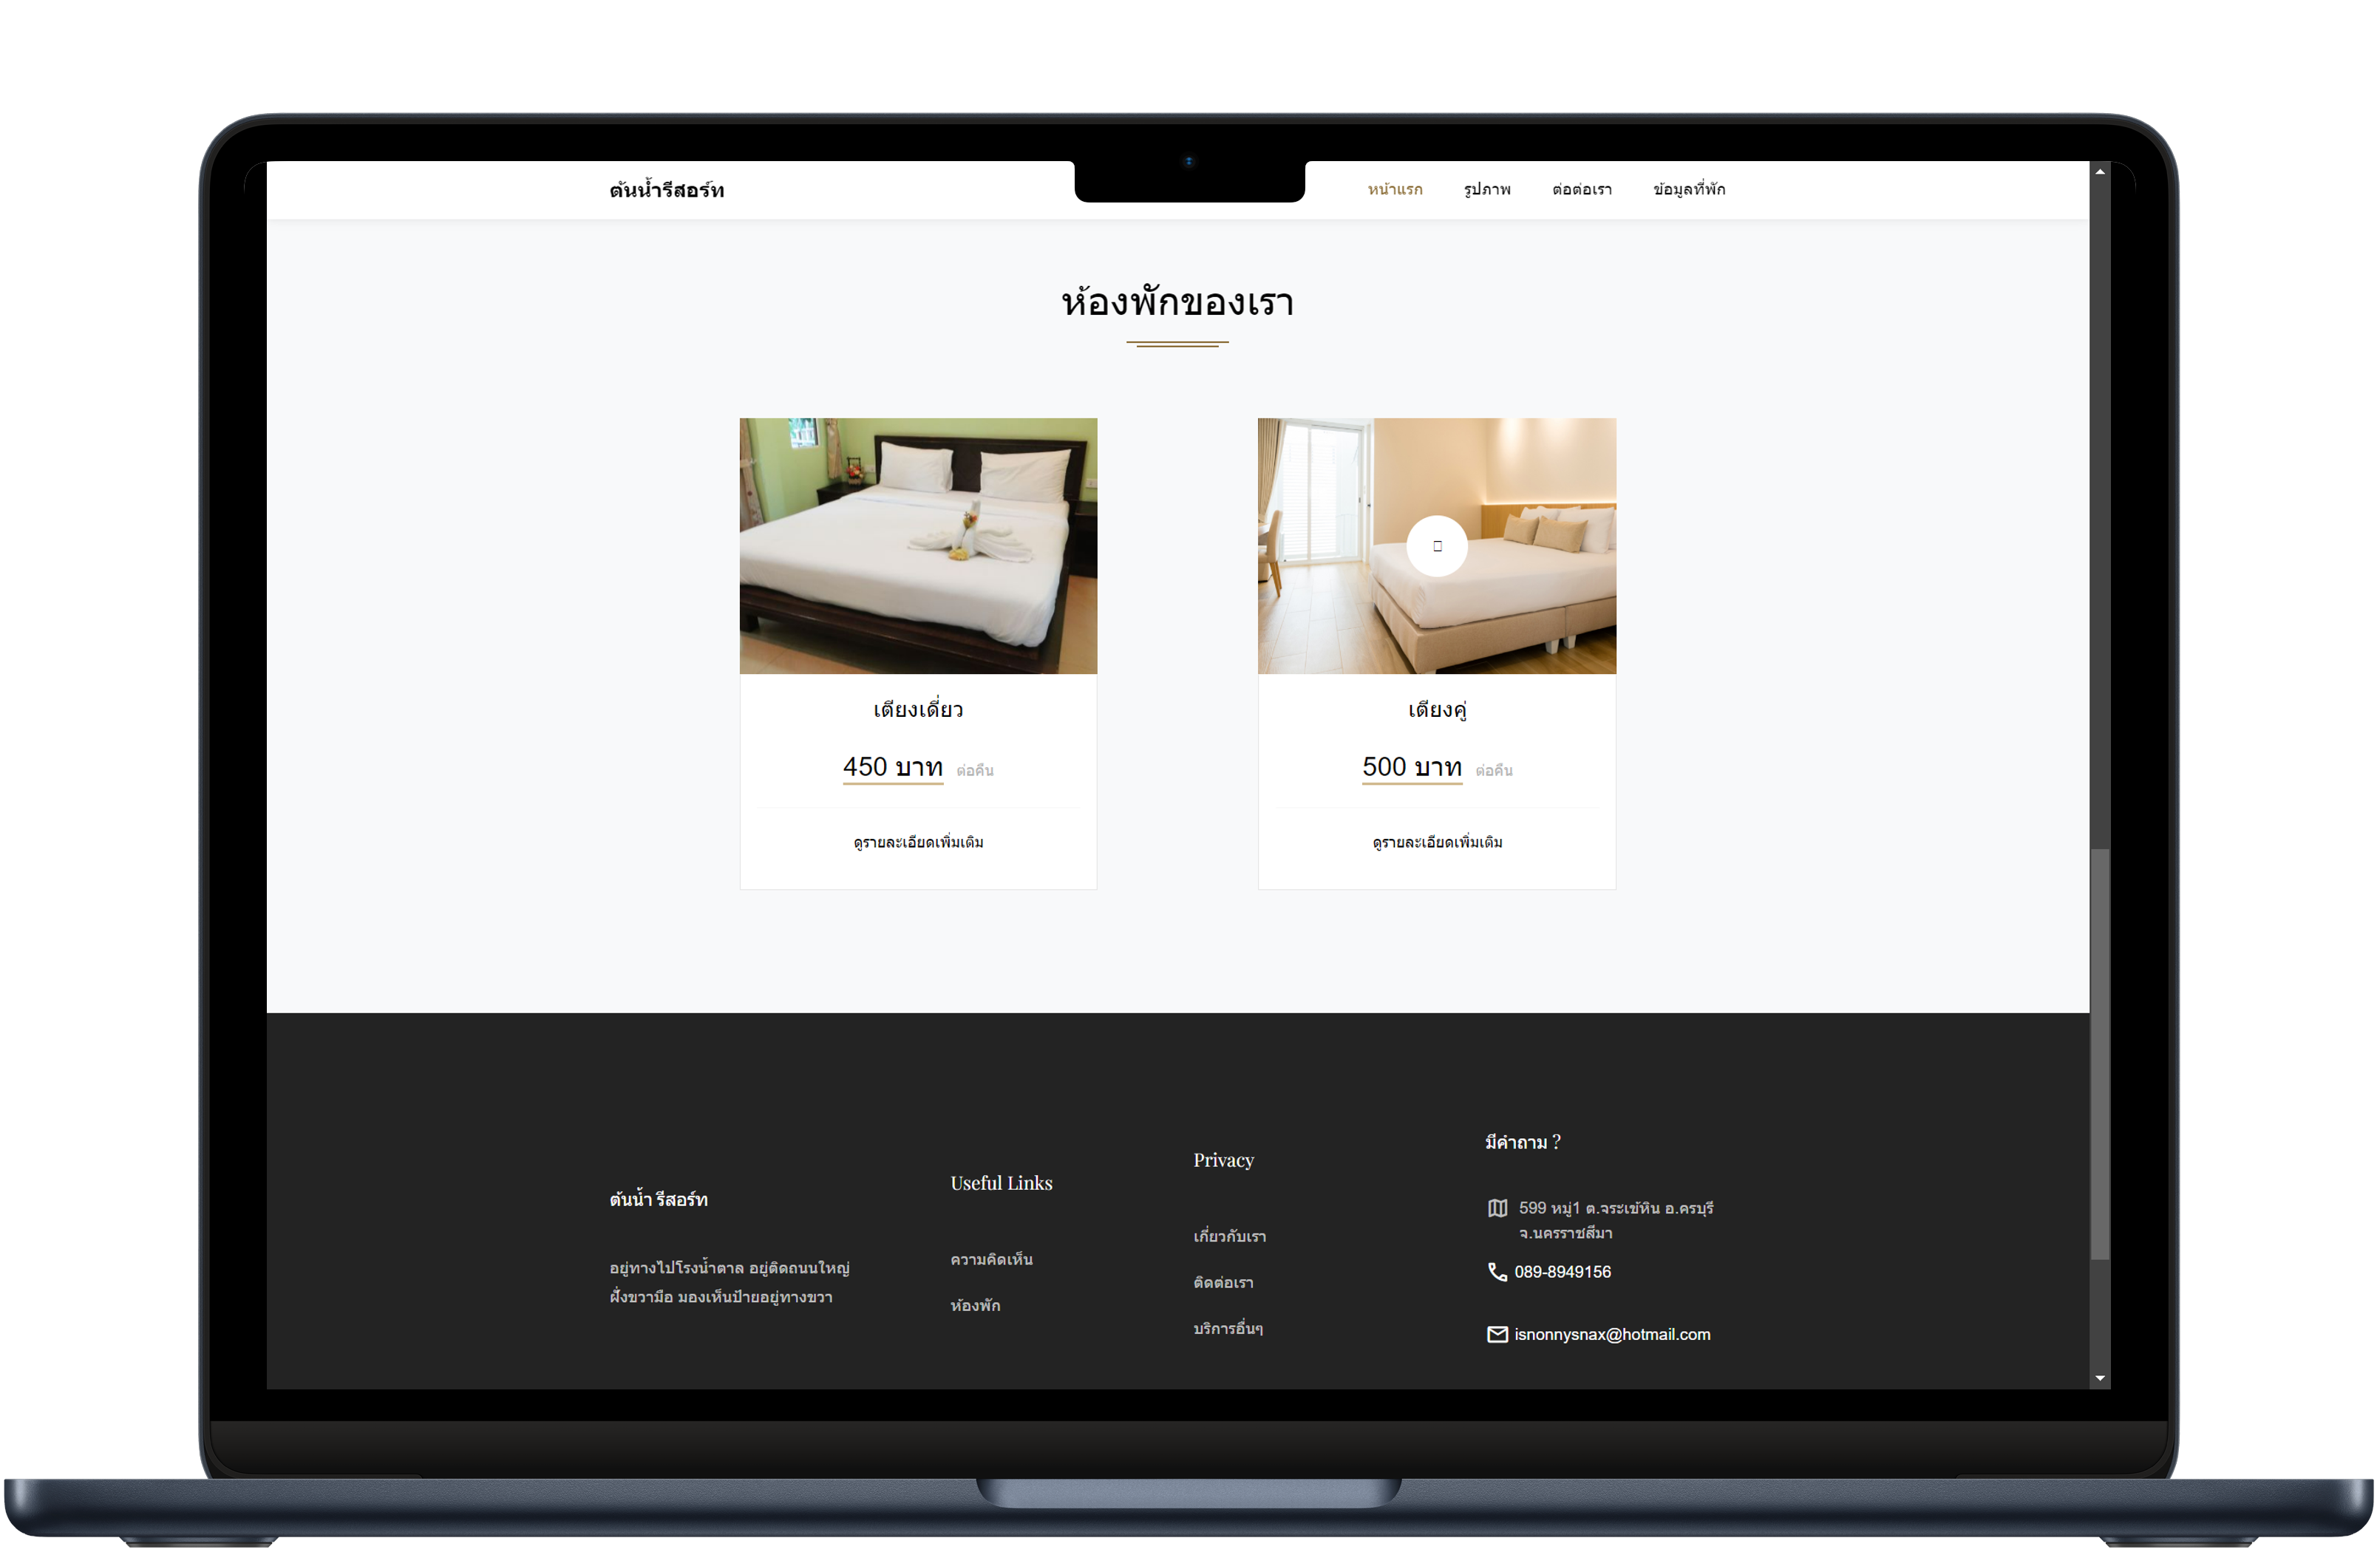 ต้นน้ำรีสอร์ท
หน้าแรก รูปภาพ ต่อต่อเรา ข้อมูลที่พัก
ห้องพักของเรา
เตียงเดี่ยว
450 บาท ต่อคืน
ดูรายละเอียดเพิ่มเติม
เตียงคู่
500 บาท ต่อคืน
ดูรายละเอียดเพิ่มเติม
ต้นน้ำ รีสอร์ท
อยู่ทางไปโรงน้ำตาล อยู่ติดถนนใหญ่
ฝั่งขวามือ มองเห็นป้ายอยู่ทางขวา
Useful Links
ความคิดเห็น
ห้องพัก
Privacy
เกี่ยวกับเรา
ติดต่อเรา
บริการอื่นๆ
มีคำถาม ?
599 หมู่1 ต.จระเข้หิน อ.ครบุรี
จ.นครราชสีมา
089-8949156
isnonnysnax@hotmail.com